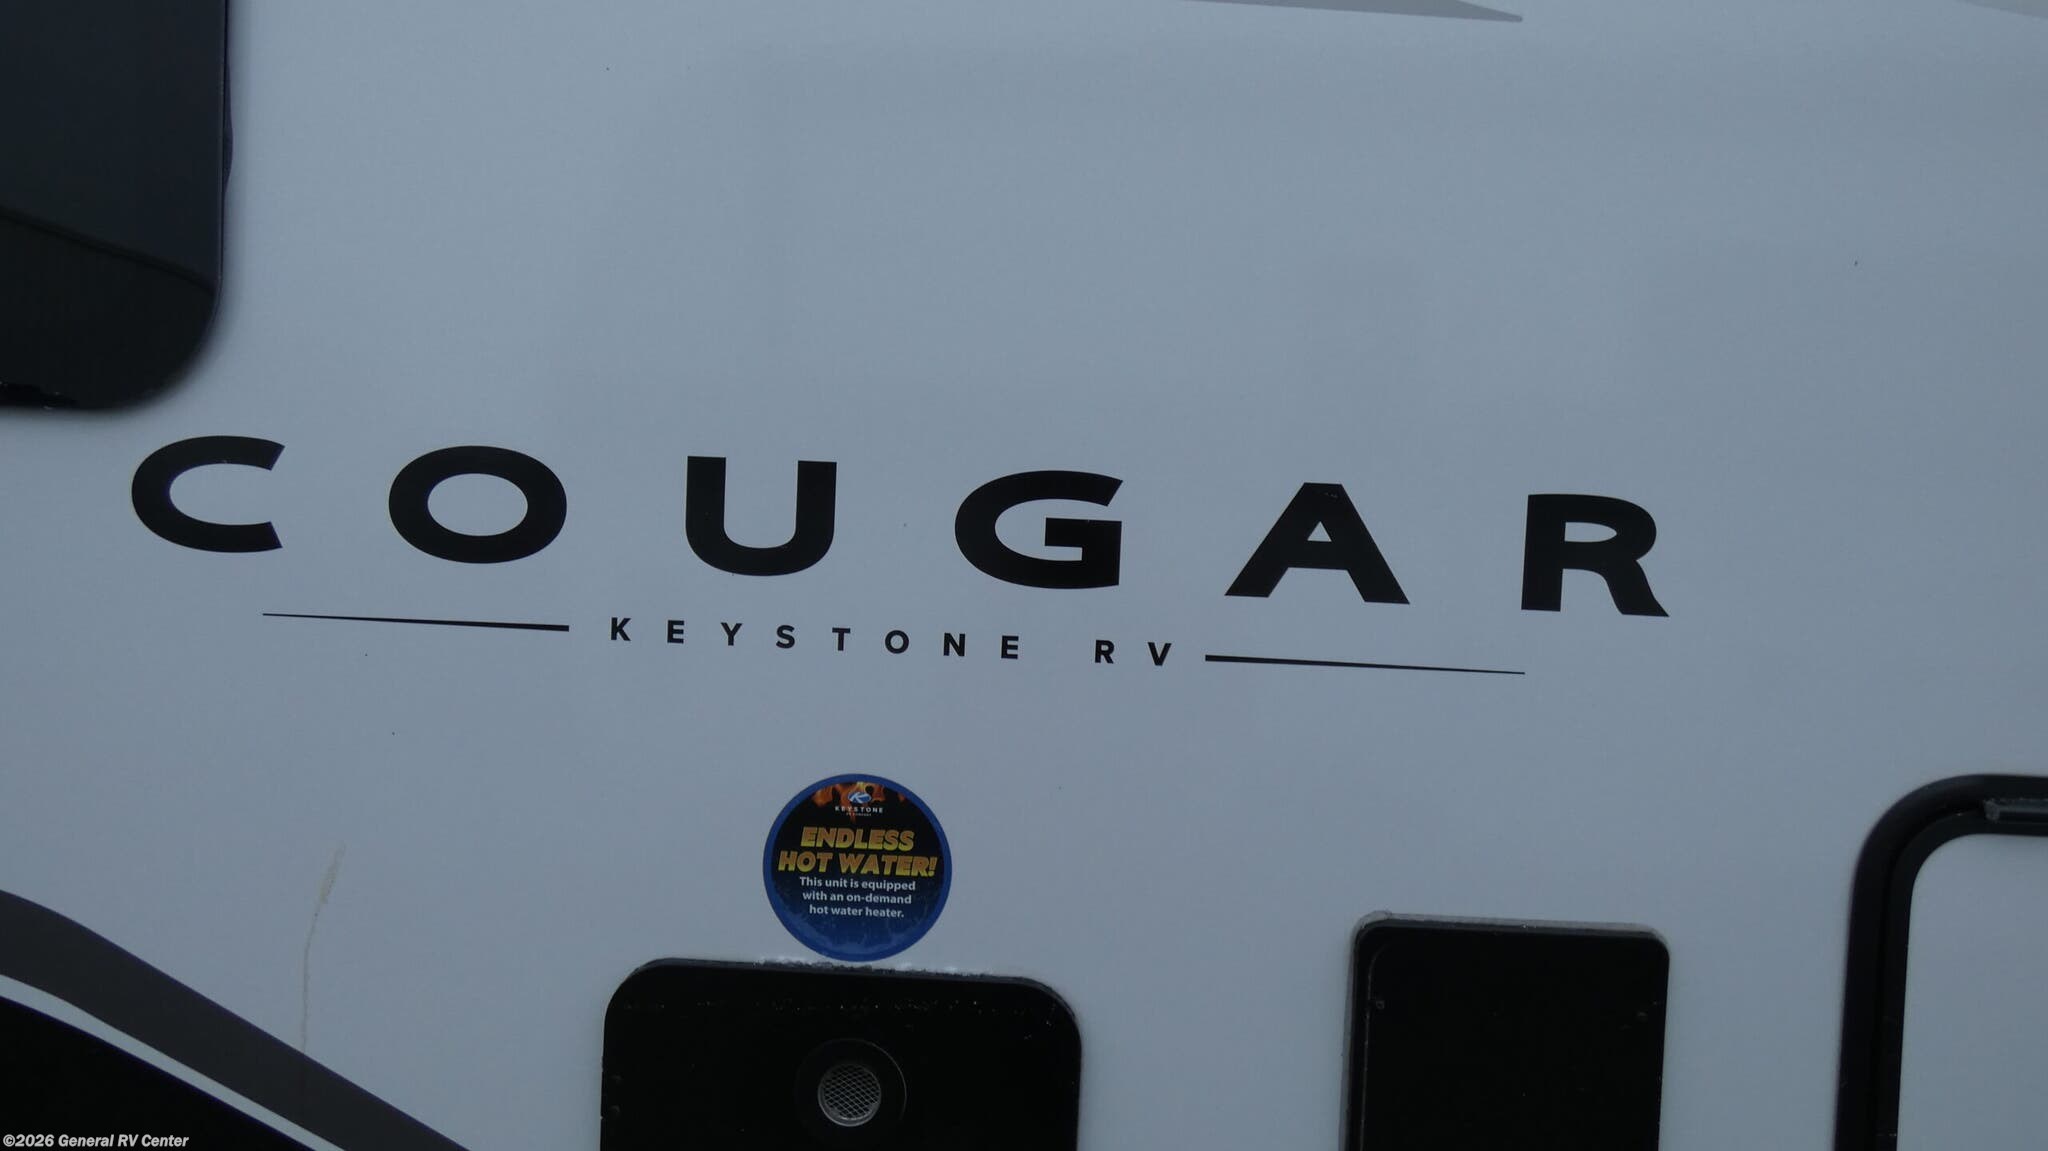 COUGAR
KEYSTONE RV
KEYSTONE
ENDLESS
HOT WATER!
This unit is equipped
with an on-demand
hot water heater.
©2026 General RV Center